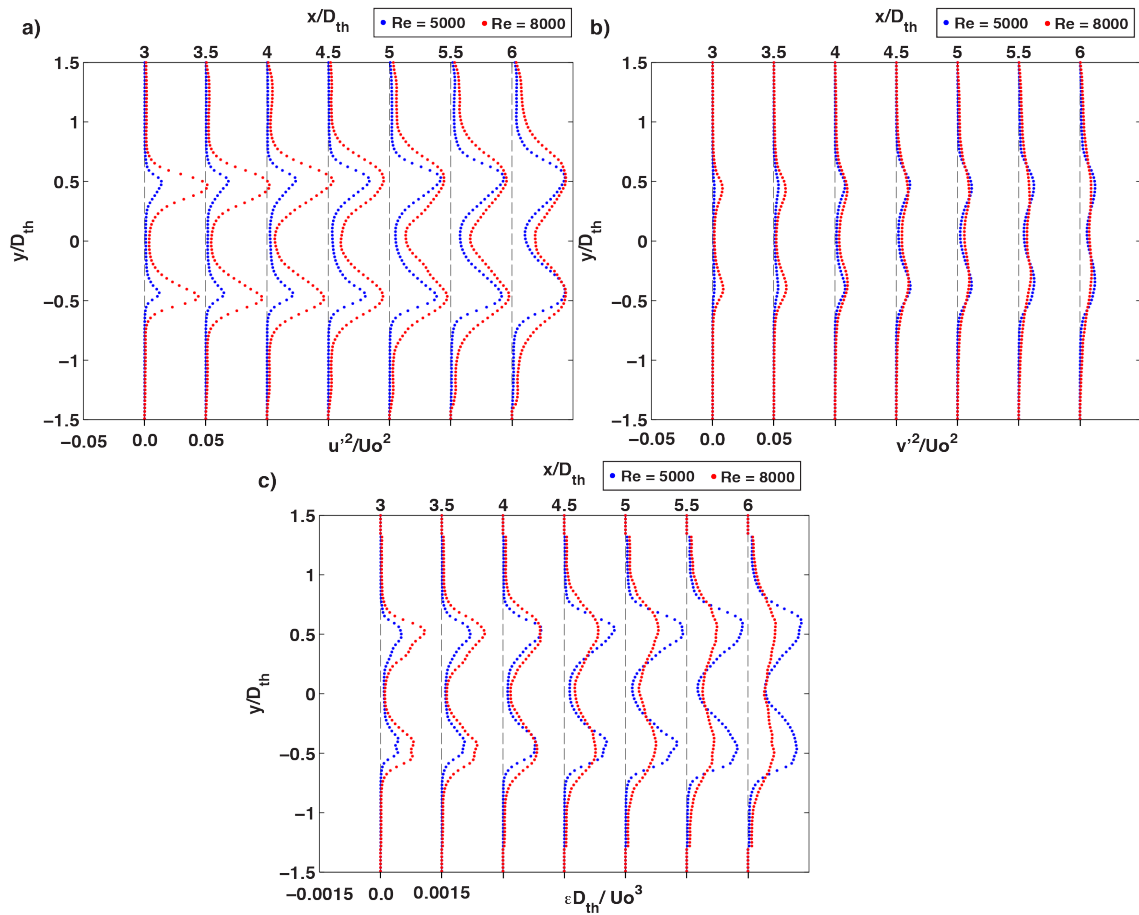 a)
x/D_th
Re = 5000 Re = 8000
3 3.5 4 4.5 5 5.5 6
1.5
1
0.5
0
−0.5
−1
−1.5
y/D_th
−0.05 0.0 0.05 u'²/Uo²
b)
x/D_th
Re = 5000 Re = 8000
3 3.5 4 4.5 5 5.5 6
1.5
1
0.5
0
−0.5
−1
−1.5
y/D_th
−0.05 0.0 0.05 v'²/Uo²
c)
x/D_th
Re = 5000 Re = 8000
3 3.5 4 4.5 5 5.5 6
1.5
1
0.5
0
−0.5
−1
−1.5
y/D_th
−0.0015 0.0 0.0015 εD_th/Uo³